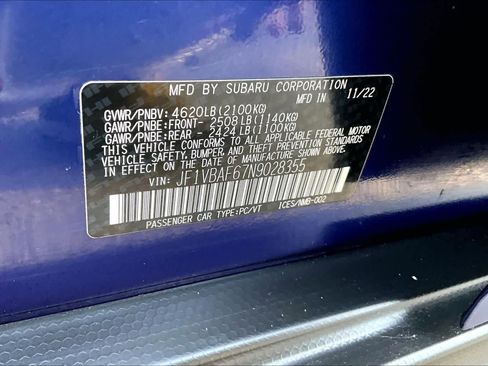 MFD BY SUBARU CORPORATION
MFD IN 11/22
GVWR/PNBV: 4620LB(2100KG)
GAWR/PNBE:FRONT- 2508LB(1140KG)
GAWR/PNBE:REAR - 2424LB(1100KG)
THIS VEHICLE CONFORMS TO ALL APPLICABLE FEDERAL MOTOR
VEHICLE SAFETY, BUMPER, AND THEFT PREVENTION STANDARDS
IN EFFECT ON THE DATE OF MANUFACTURE SHOWN ABOVE.
VIN: JF1VBAF67N9028355
PASSENGER CAR TYPE:PC/VT ICES/NMB-002